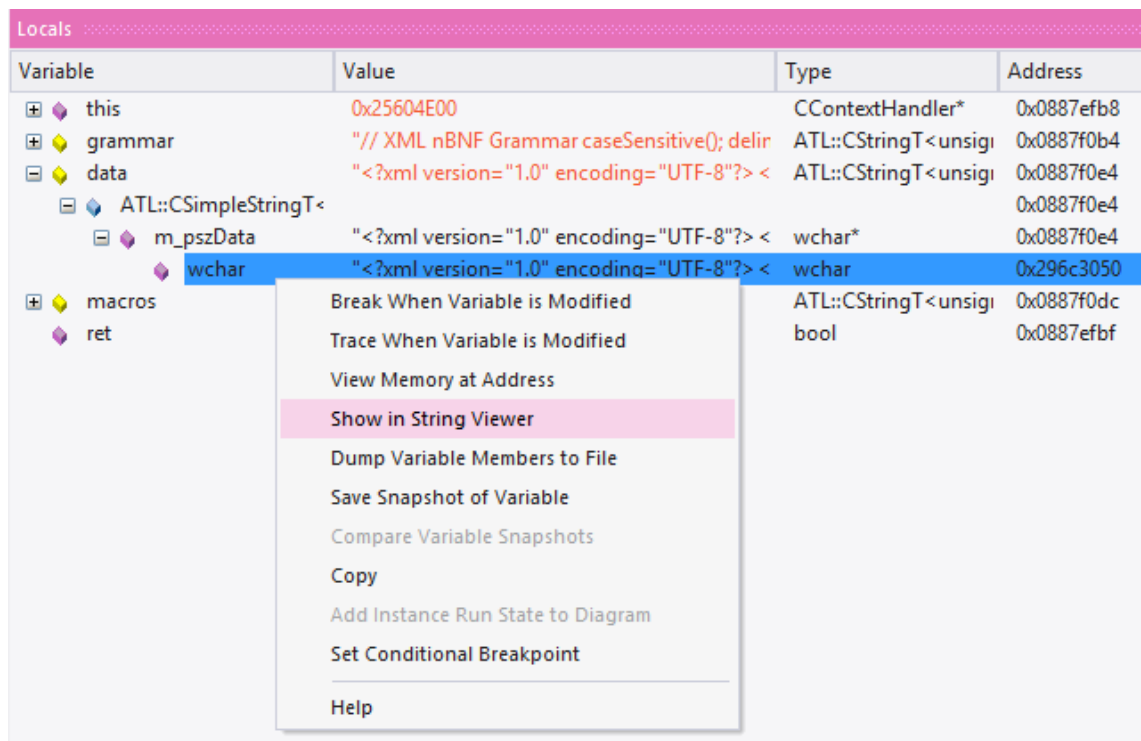 Locals
Variable Value Type Address
this 0x25604E00 CContextHandler* 0x0887efb8
grammar "// XML nBNF Grammar caseSensitive(); delin ATL::CStringT<unsig 0x0887f0b4
data "<?xml version="1.0" encoding="UTF-8"?> < ATL::CStringT<unsig 0x0887f0e4
ATL::CSimpleStringT< 0x0887f0e4
m_pszData "<?xml version="1.0" encoding="UTF-8"?> < wchar* 0x0887f0e4
wchar "<?xml version="1.0" encoding="UTF-8"?> < wchar 0x296c3050
macros ATL::CStringT<unsig 0x0887f0dc
ret bool 0x0887efbf
Break When Variable is Modified
Trace When Variable is Modified
View Memory at Address
Show in String Viewer
Dump Variable Members to File
Save Snapshot of Variable
Compare Variable Snapshots
Copy
Add Instance Run State to Diagram
Set Conditional Breakpoint
Help